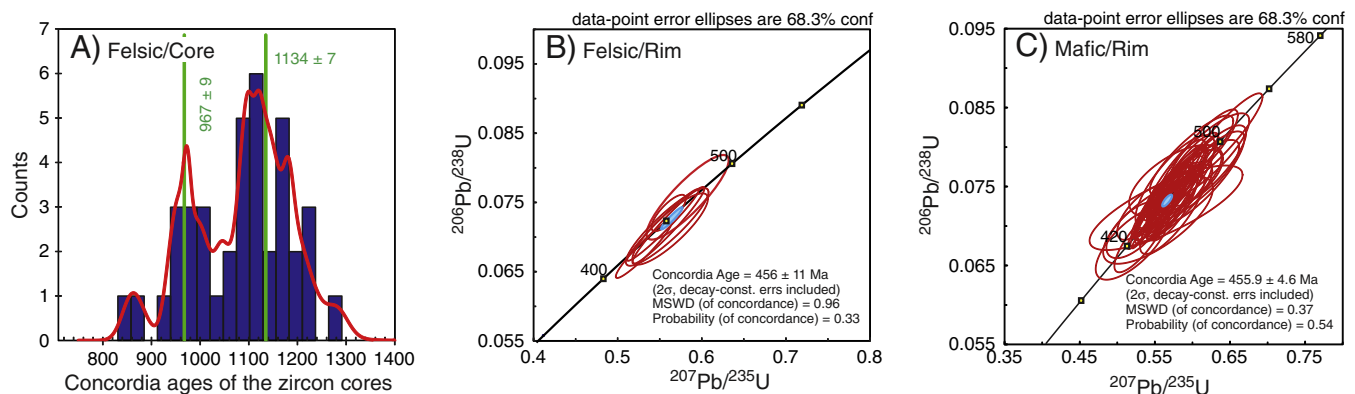 A) Felsic/Core
967 ± 9
1134 ± 7
Counts
7
6
5
4
3
2
1
0
800 900 1000 1100 1200 1300 1400
Concordia ages of the zircon cores
data-point error ellipses are 68.3% conf
B) Felsic/Rim
206Pb/238U
0.095
0.085
0.075
0.065
0.055
500
400
Concordia Age = 456 ± 11 Ma
(2σ, decay-const. errs included)
MSWD (of concordance) = 0.96
Probability (of concordance) = 0.33
0.4 0.5 0.6 0.7 0.8
207Pb/235U
data-point error ellipses are 68.3% conf
C) Mafic/Rim
206Pb/238U
0.095
0.085
0.075
0.065
0.055
580
500
420
Concordia Age = 455.9 ± 4.6 Ma
(2σ, decay-const. errs included)
MSWD (of concordance) = 0.37
Probability (of concordance) = 0.54
0.35 0.45 0.55 0.65 0.75
207Pb/235U